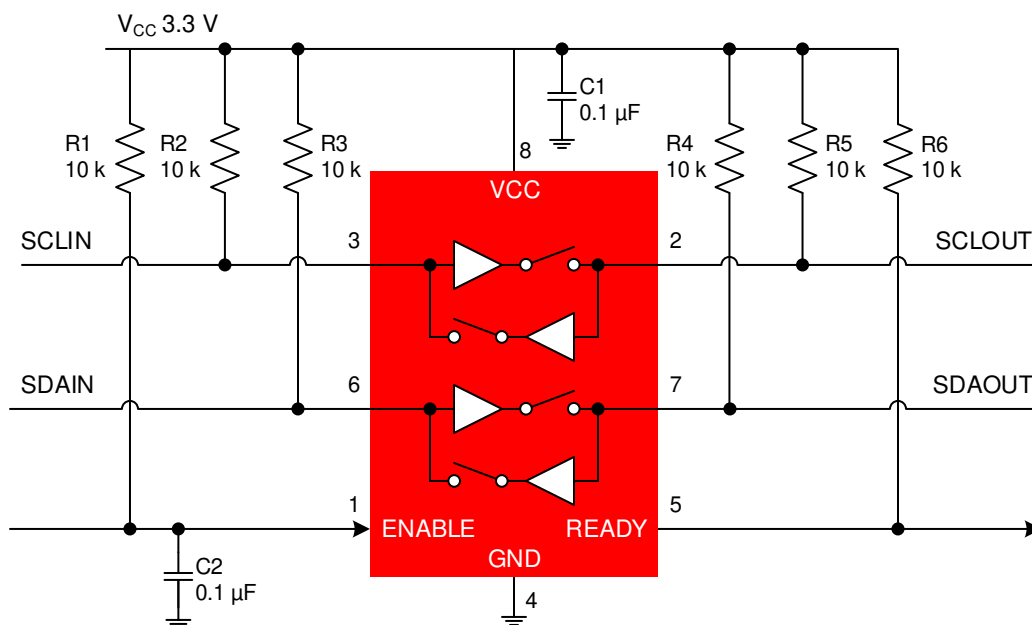 VCC 3.3 V
C1
0.1 µF
R1
10 k
R2
10 k
R3
10 k
R4
10 k
R5
10 k
R6
10 k
8
VCC
SCLIN
3
2
SCLOUT
SDAIN
6
7
SDAOUT
1
ENABLE
READY
5
GND
4
C2
0.1 µF